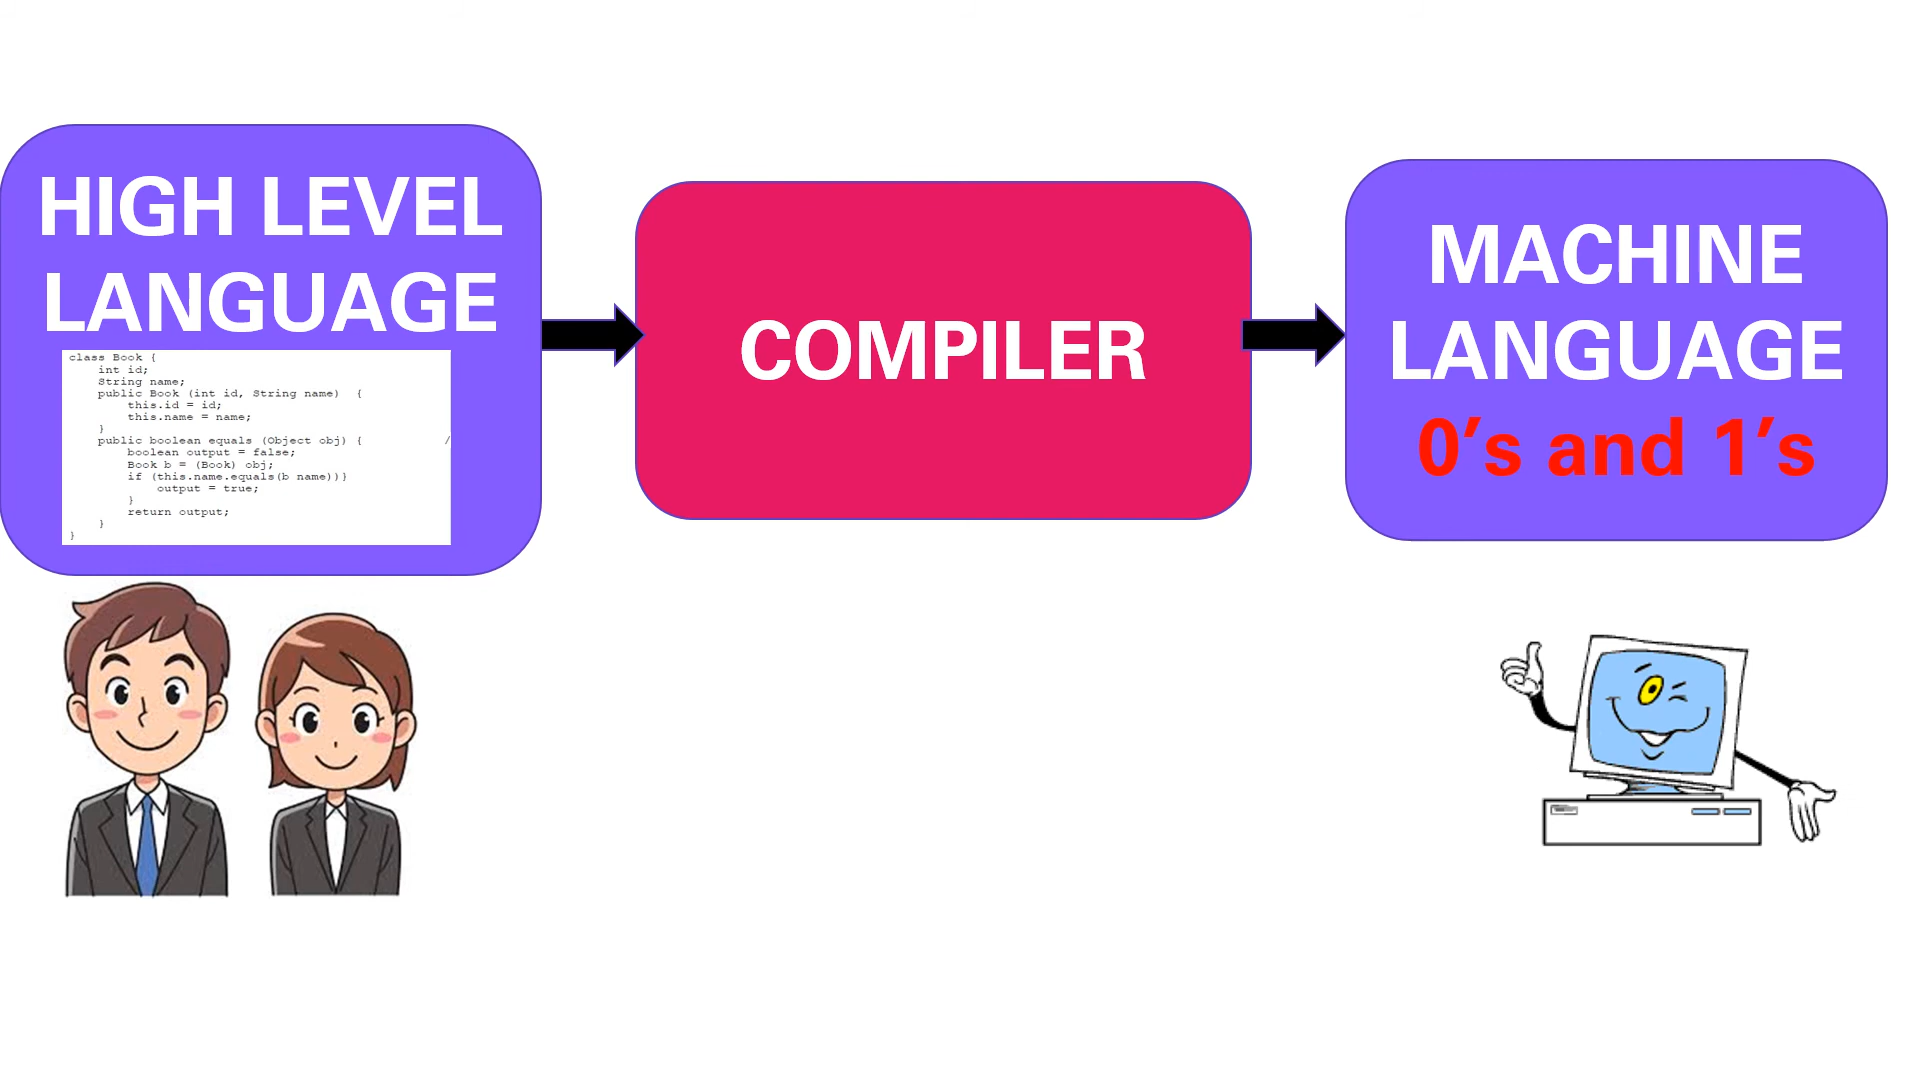 HIGH LEVEL
LANGUAGE
class Book {
    int id;
    String name;
    public Book (int id, String name)  {
        this.id = id;
        this.name = name;
    }
    public boolean equals (Object obj) {           /
        boolean output = false;
        Book b = (Book) obj;
        if (this.name.equals(b name))}
            output = true;
        }
        return output;
    }
}
COMPILER
MACHINE
LANGUAGE
0’s and 1’s